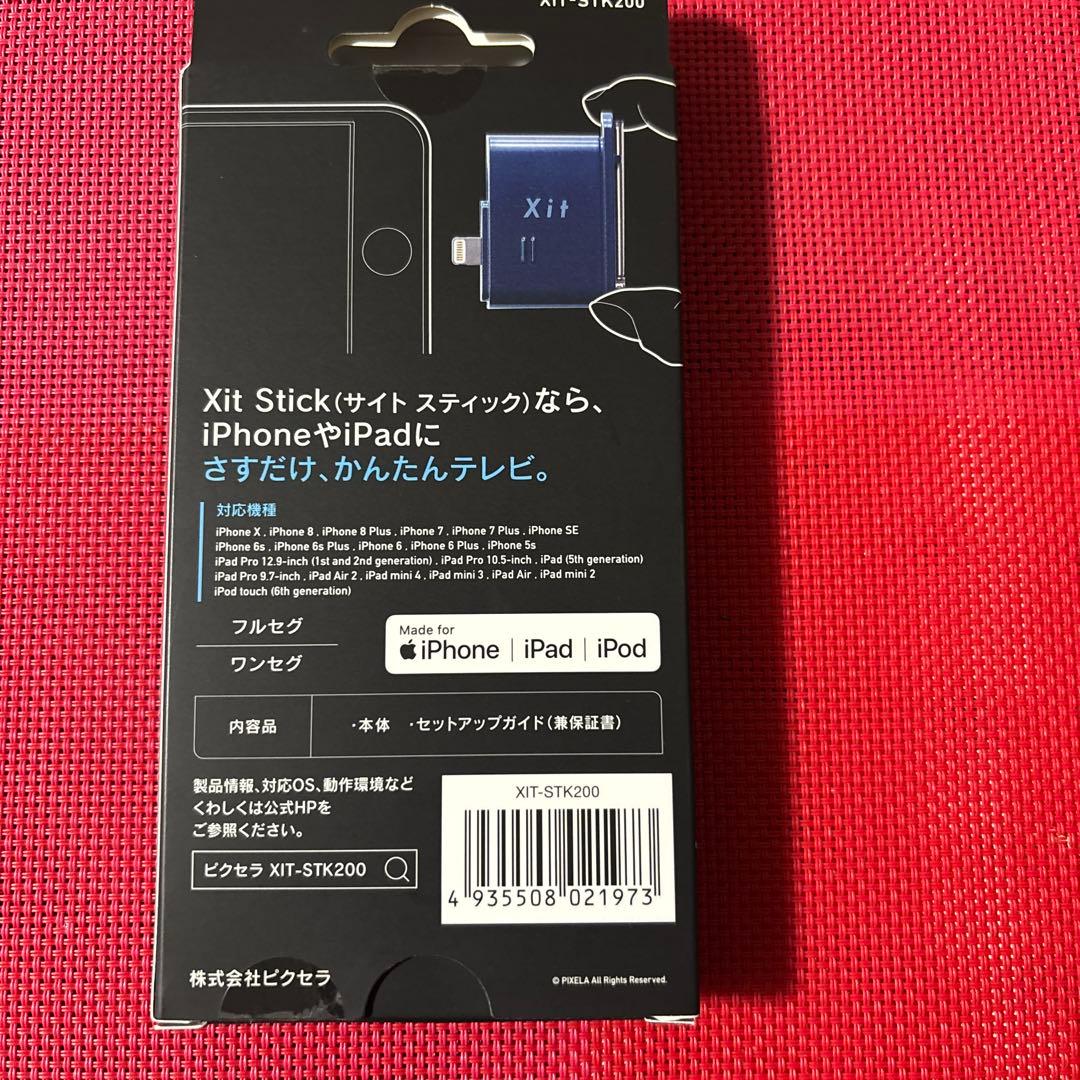 XIT-STK200
Xit
Xit Stick(サイト スティック)なら、
iPhoneやiPadに
さすだけ、かんたんテレビ。
対応機種
iPhone X . iPhone 8 . iPhone 8 Plus . iPhone 7 . iPhone 7 Plus . iPhone SE
iPhone 6s . iPhone 6s Plus . iPhone 6 . iPhone 6 Plus . iPhone 5s
iPad Pro 12.9-inch (1st and 2nd generation) . iPad Pro 10.5-inch . iPad (5th generation)
iPad Pro 9.7-inch . iPad Air 2 . iPad mini 4 . iPad mini 3 . iPad Air . iPad mini 2
iPod touch (6th generation)
フルセグ
ワンセグ
Made for
iPhone | iPad | iPod
内容品 ・本体 ・セットアップガイド(兼保証書)
製品情報、対応OS、動作環境など
くわしくは公式HPを
ご参照ください。
ピクセラ XIT-STK200
XIT-STK200
4 935508 021973
株式会社ピクセラ
© PIXELA All Rights Reserved.